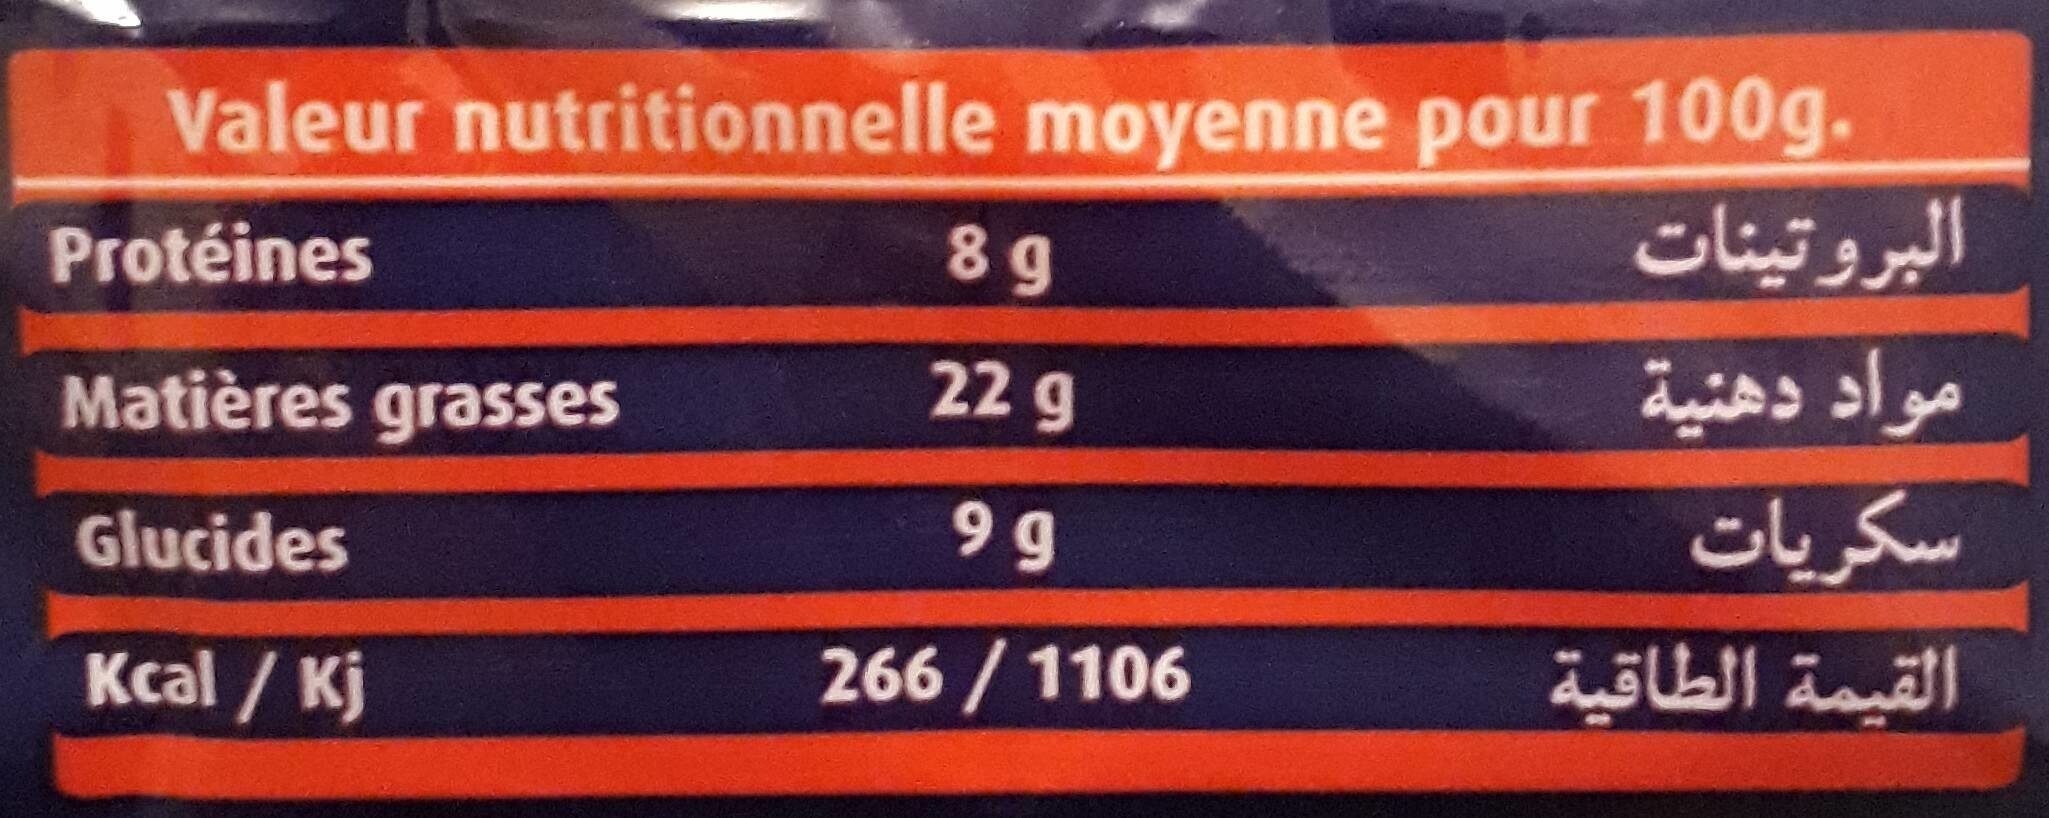 Valeur nutritionnelle moyenne pour 100g.
Protéines 8 g البروتينات
Matières grasses 22 g مواد دهنية
Glucides 9 g سكريات
Kcal / Kj 266 / 1106 القيمة الطاقية